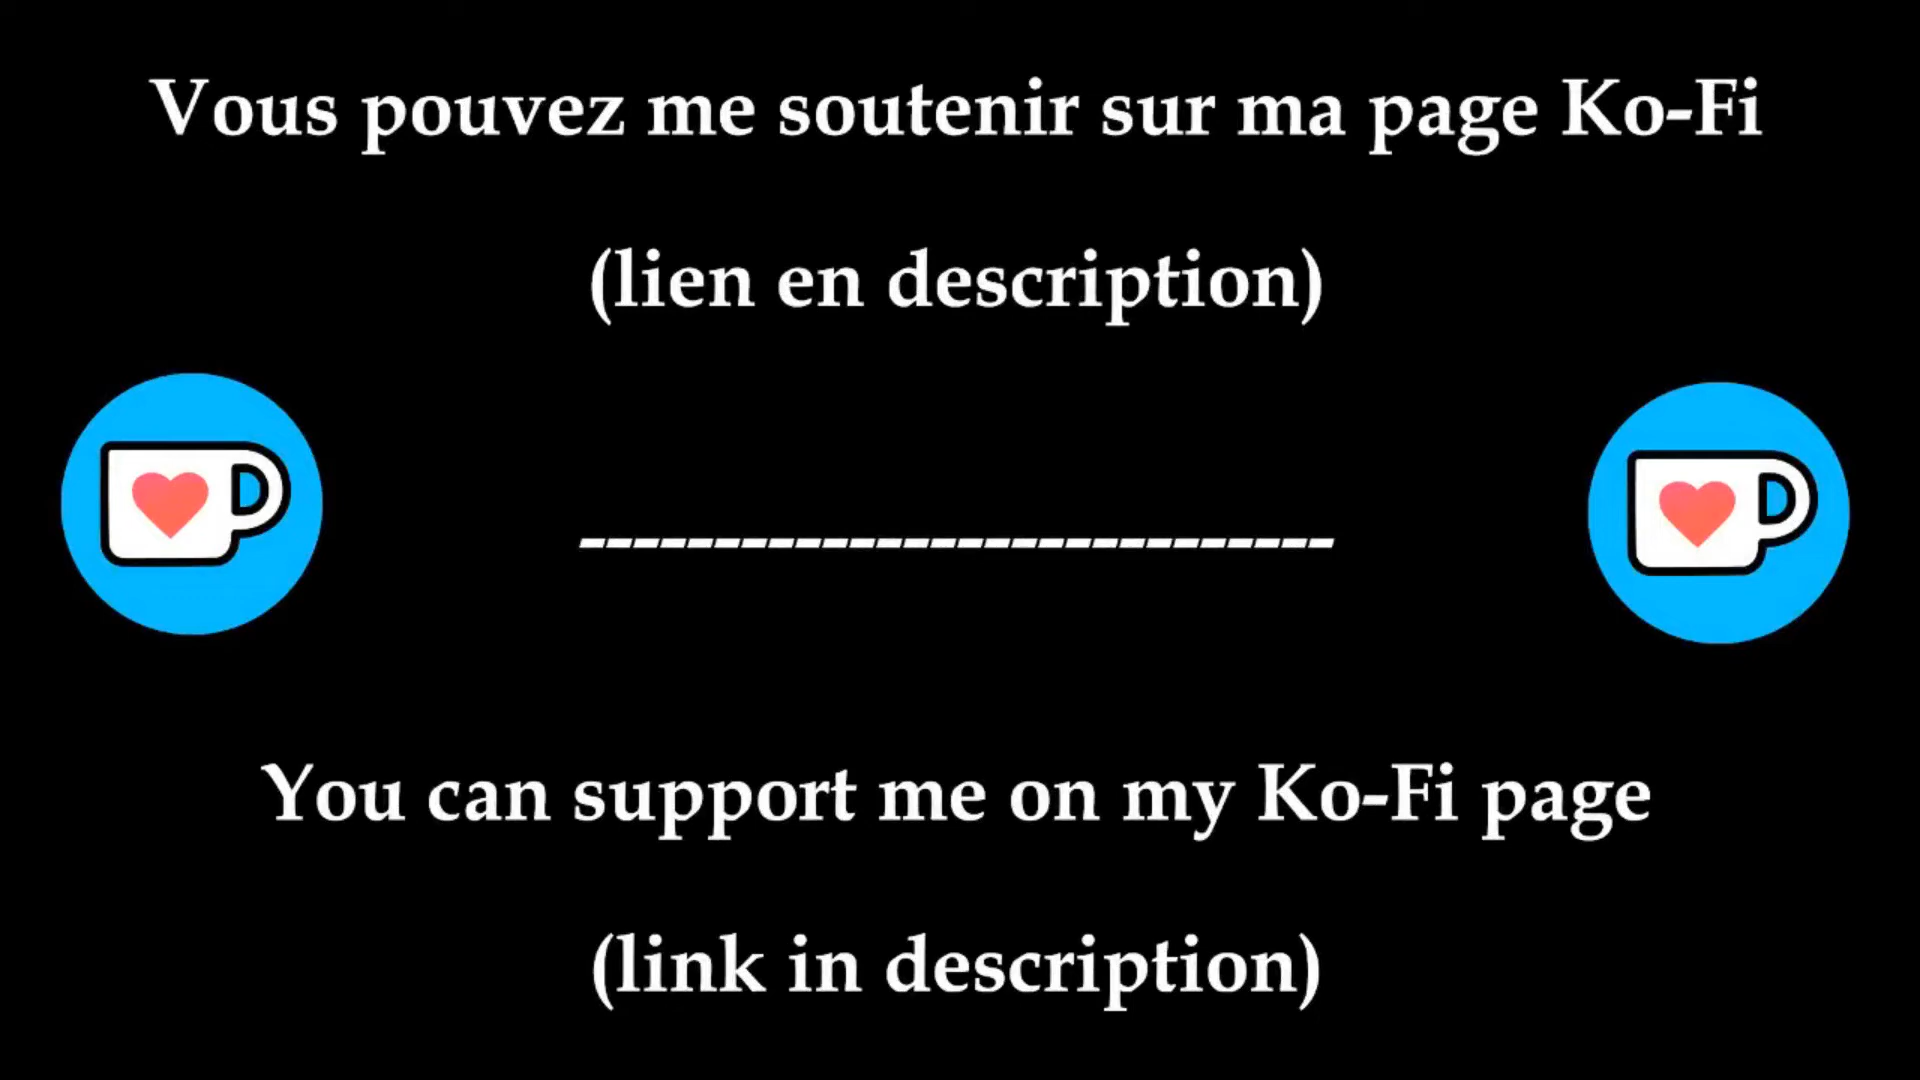 Vous pouvez me soutenir sur ma page Ko-Fi
(lien en description)
----------------------------
You can support me on my Ko-Fi page
(link in description)